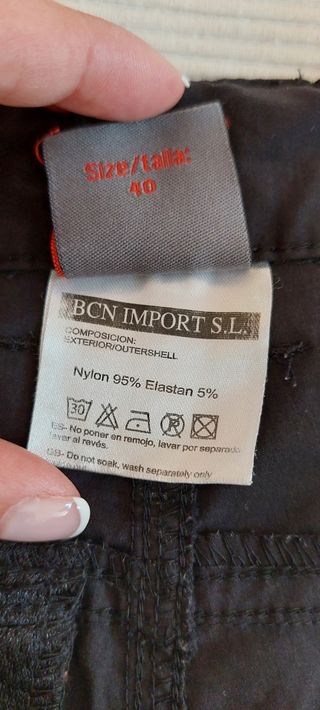 Size/talla:
40
BCN IMPORT S.L.
COMPOSICION:
EXTERIOR/OUTERSHELL
Nylon 95% Elastan 5%
30
ES- No poner en remojo, lavar por separado
lavar al revés.
GB- Do not soak, wash separately only